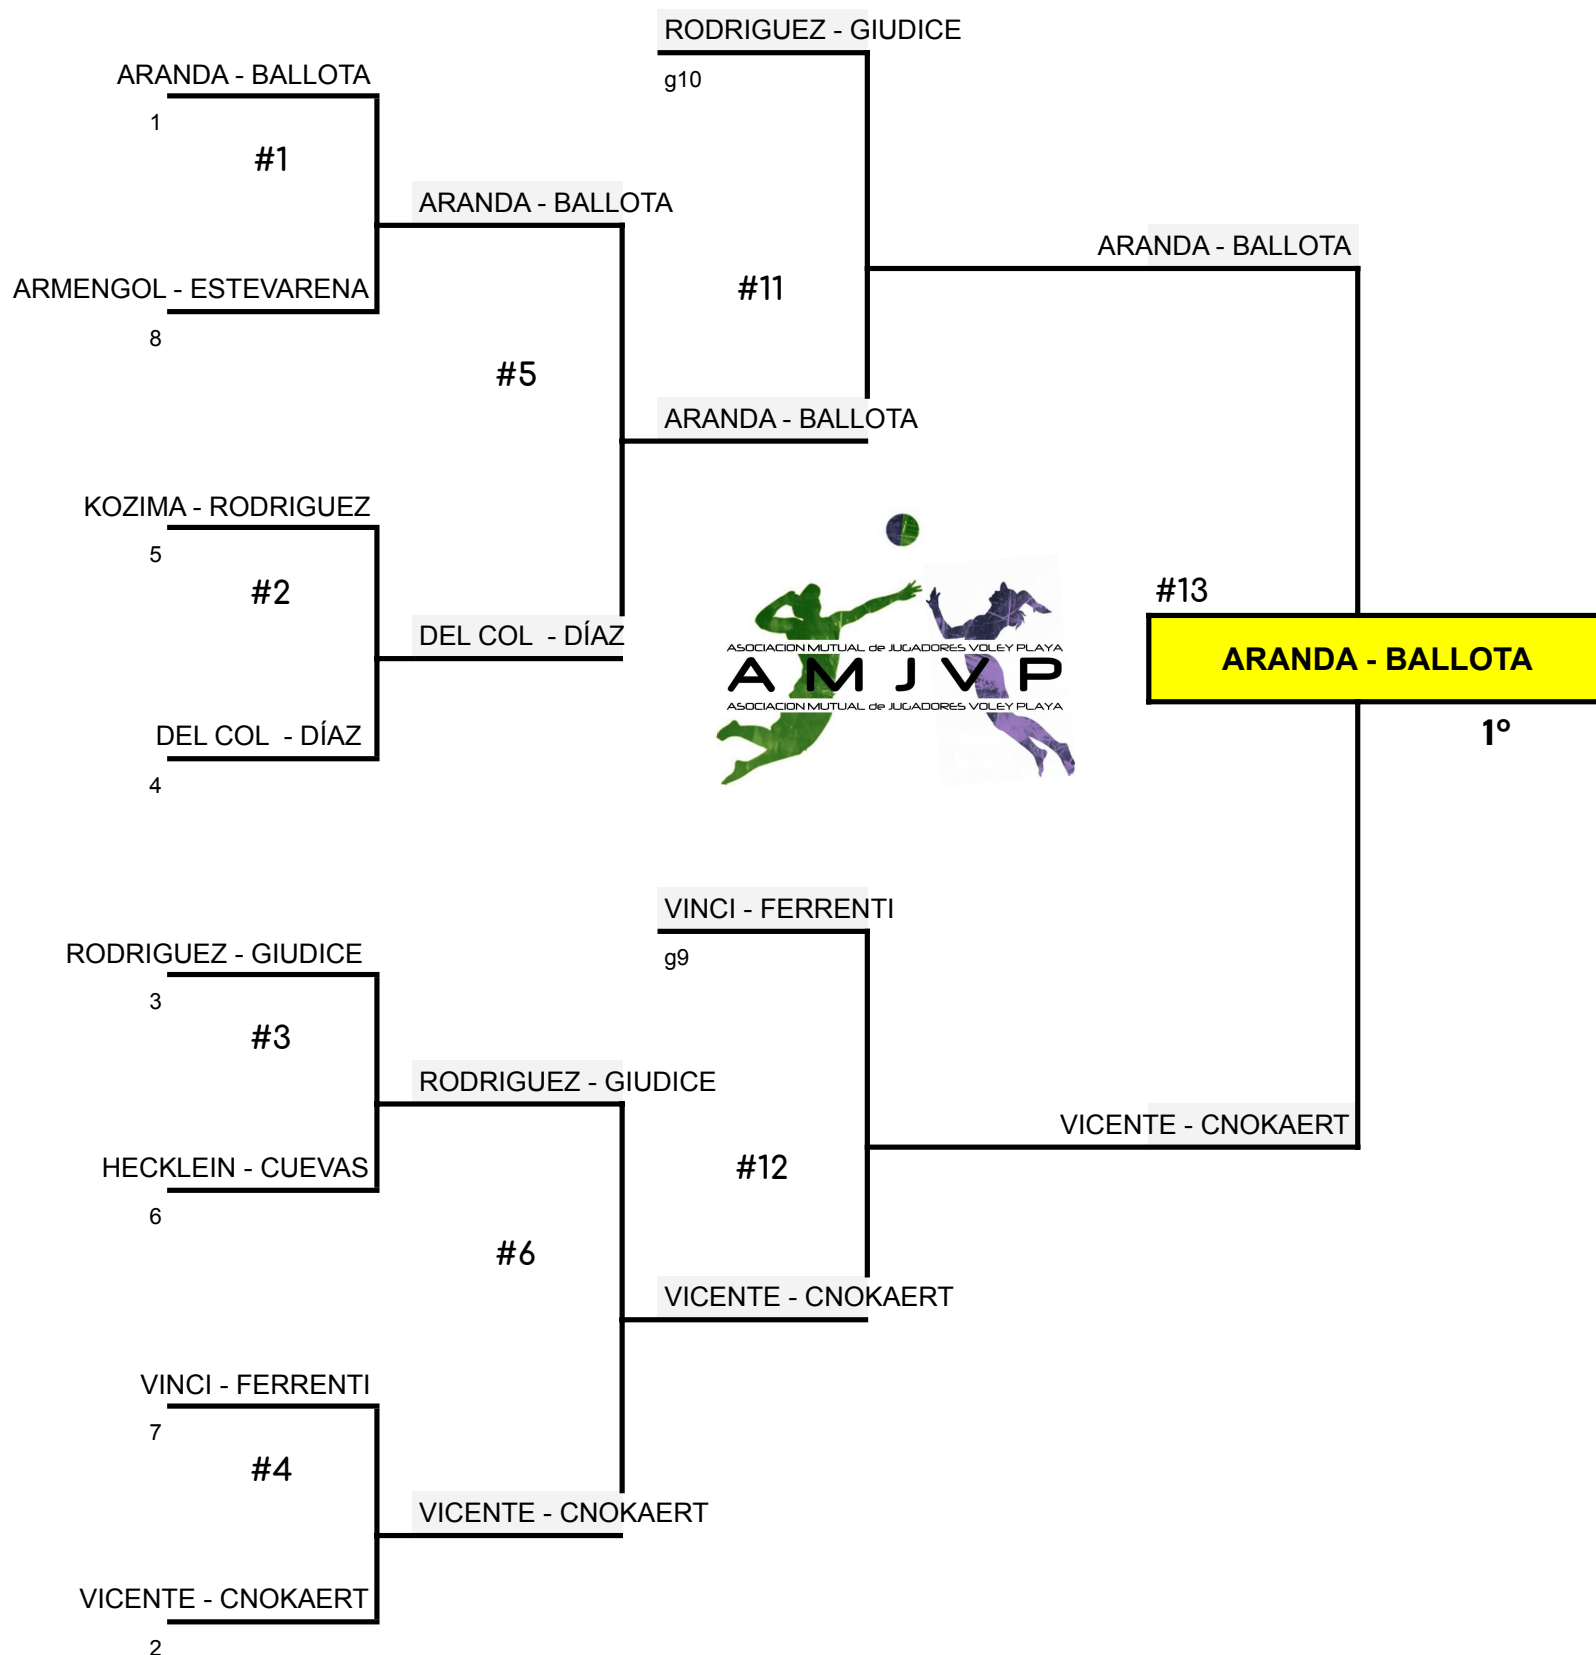 RODRIGUEZ - GIUDICE
g10
ARANDA - BALLOTA
1
#1
ARANDA - BALLOTA
ARANDA - BALLOTA
#11
ARMENGOL - ESTEVARENA
8
#5
ARANDA - BALLOTA
KOZIMA - RODRIGUEZ
5
#2
#13
DEL COL - DÍAZ
ASOCIACION MUTUAL de JUGADORES VOLEY PLAYA
AMJVP
ASOCIACION MUTUAL de JUGADORES VOLEY PLAYA
ARANDA - BALLOTA
1º
DEL COL - DÍAZ
4
VINCI - FERRENTI
g9
RODRIGUEZ - GIUDICE
3
#3
RODRIGUEZ - GIUDICE
VICENTE - CNOKAERT
#12
HECKLEIN - CUEVAS
6
#6
VICENTE - CNOKAERT
VINCI - FERRENTI
7
#4
VICENTE - CNOKAERT
VICENTE - CNOKAERT
2